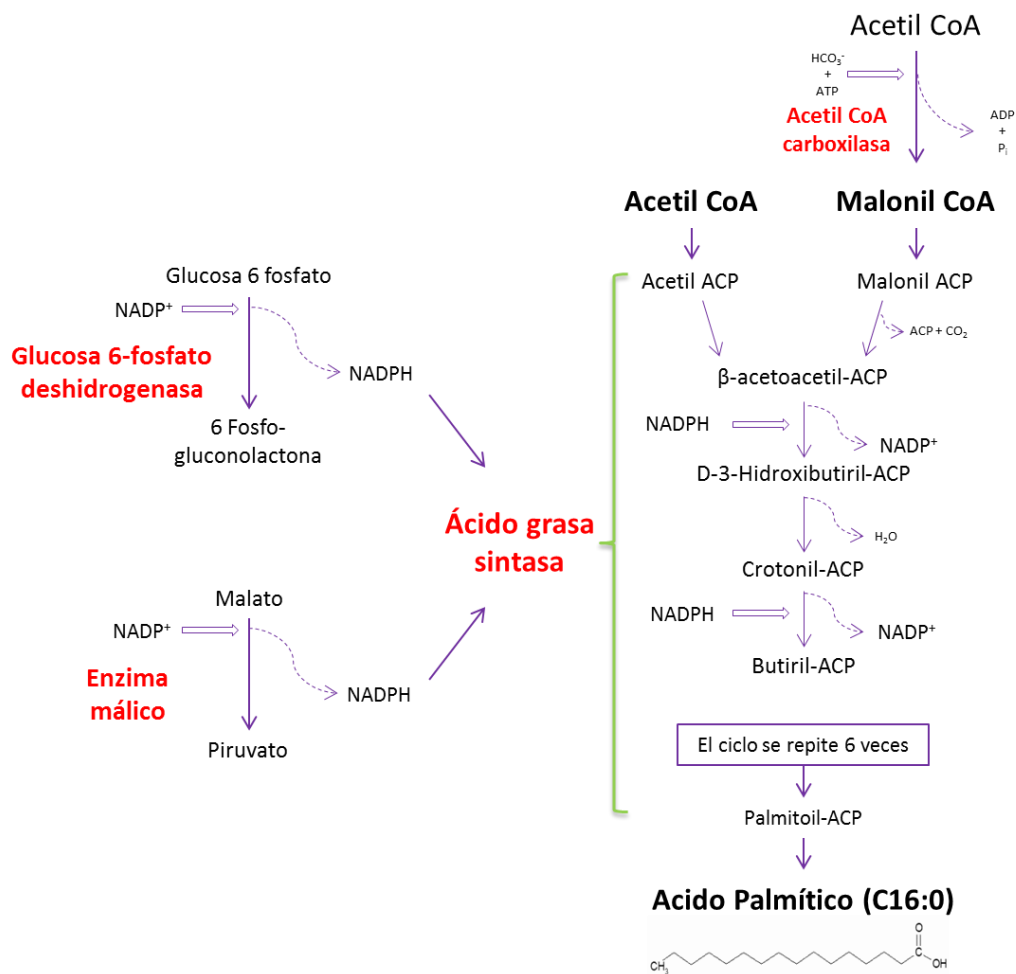 Acetil CoA
HCO₃⁻
+
ATP
Acetil CoA
carboxilasa
ADP
+
Pᵢ
Acetil CoA
Malonil CoA
Glucosa 6 fosfato
NADP⁺
Glucosa 6-fosfato
deshidrogenasa
NADPH
6 Fosfo-
gluconolactona
Malato
NADP⁺
Enzima
málico
NADPH
Piruvato
Ácido grasa
sintasa
Acetil ACP
Malonil ACP
ACP + CO₂
β-acetoacetil-ACP
NADPH
NADP⁺
D-3-Hidroxibutiril-ACP
H₂O
Crotonil-ACP
NADPH
NADP⁺
Butiril-ACP
El ciclo se repite 6 veces
Palmitoil-ACP
Acido Palmítico (C16:0)
O
C
CH₃
OH